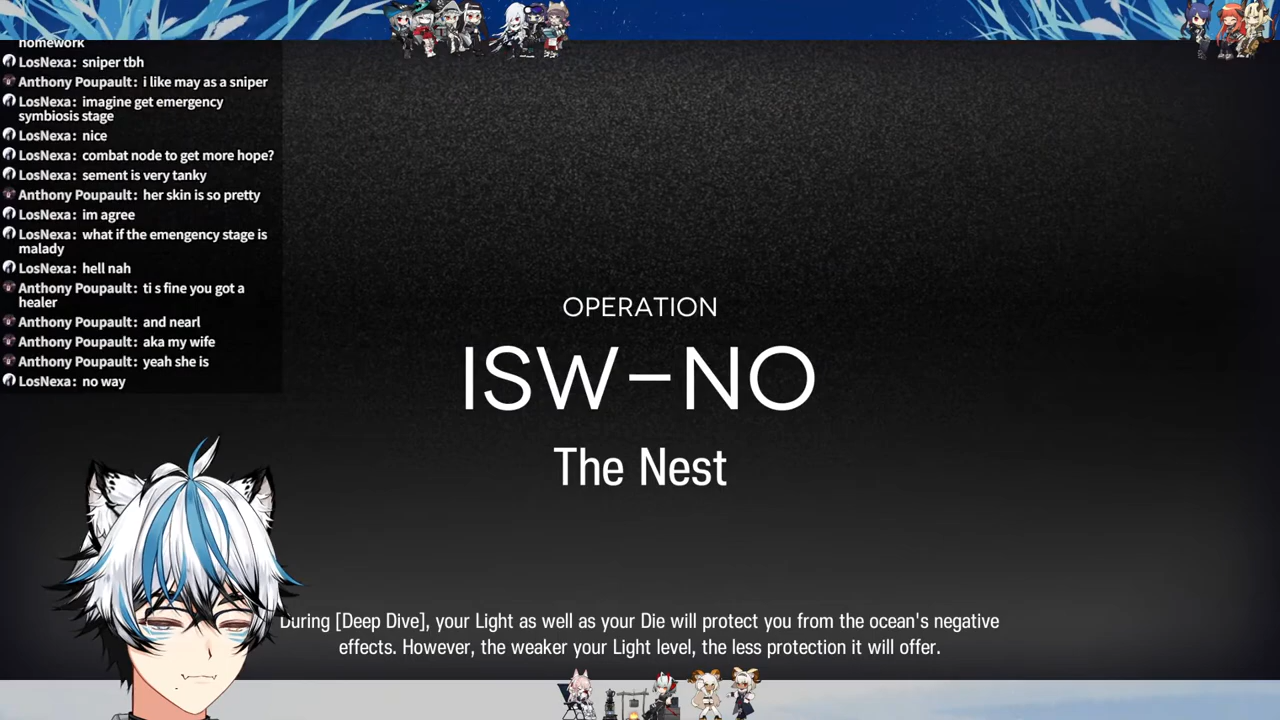 homework
LosNexa: sniper tbh
Anthony Poupault: i like may as a sniper
LosNexa: imagine get emergency
symbiosis stage
LosNexa: nice
LosNexa: combat node to get more hope?
LosNexa: sement is very tanky
Anthony Poupault: her skin is so pretty
LosNexa: im agree
LosNexa: what if the emengency stage is
malady
LosNexa: hell nah
Anthony Poupault: ti s fine you got a
healer
Anthony Poupault: and nearl
Anthony Poupault: aka my wife
Anthony Poupault: yeah she is
LosNexa: no way
OPERATION
ISW-NO
The Nest
During [Deep Dive], your Light as well as your Die will protect you from the ocean's negative
effects. However, the weaker your Light level, the less protection it will offer.